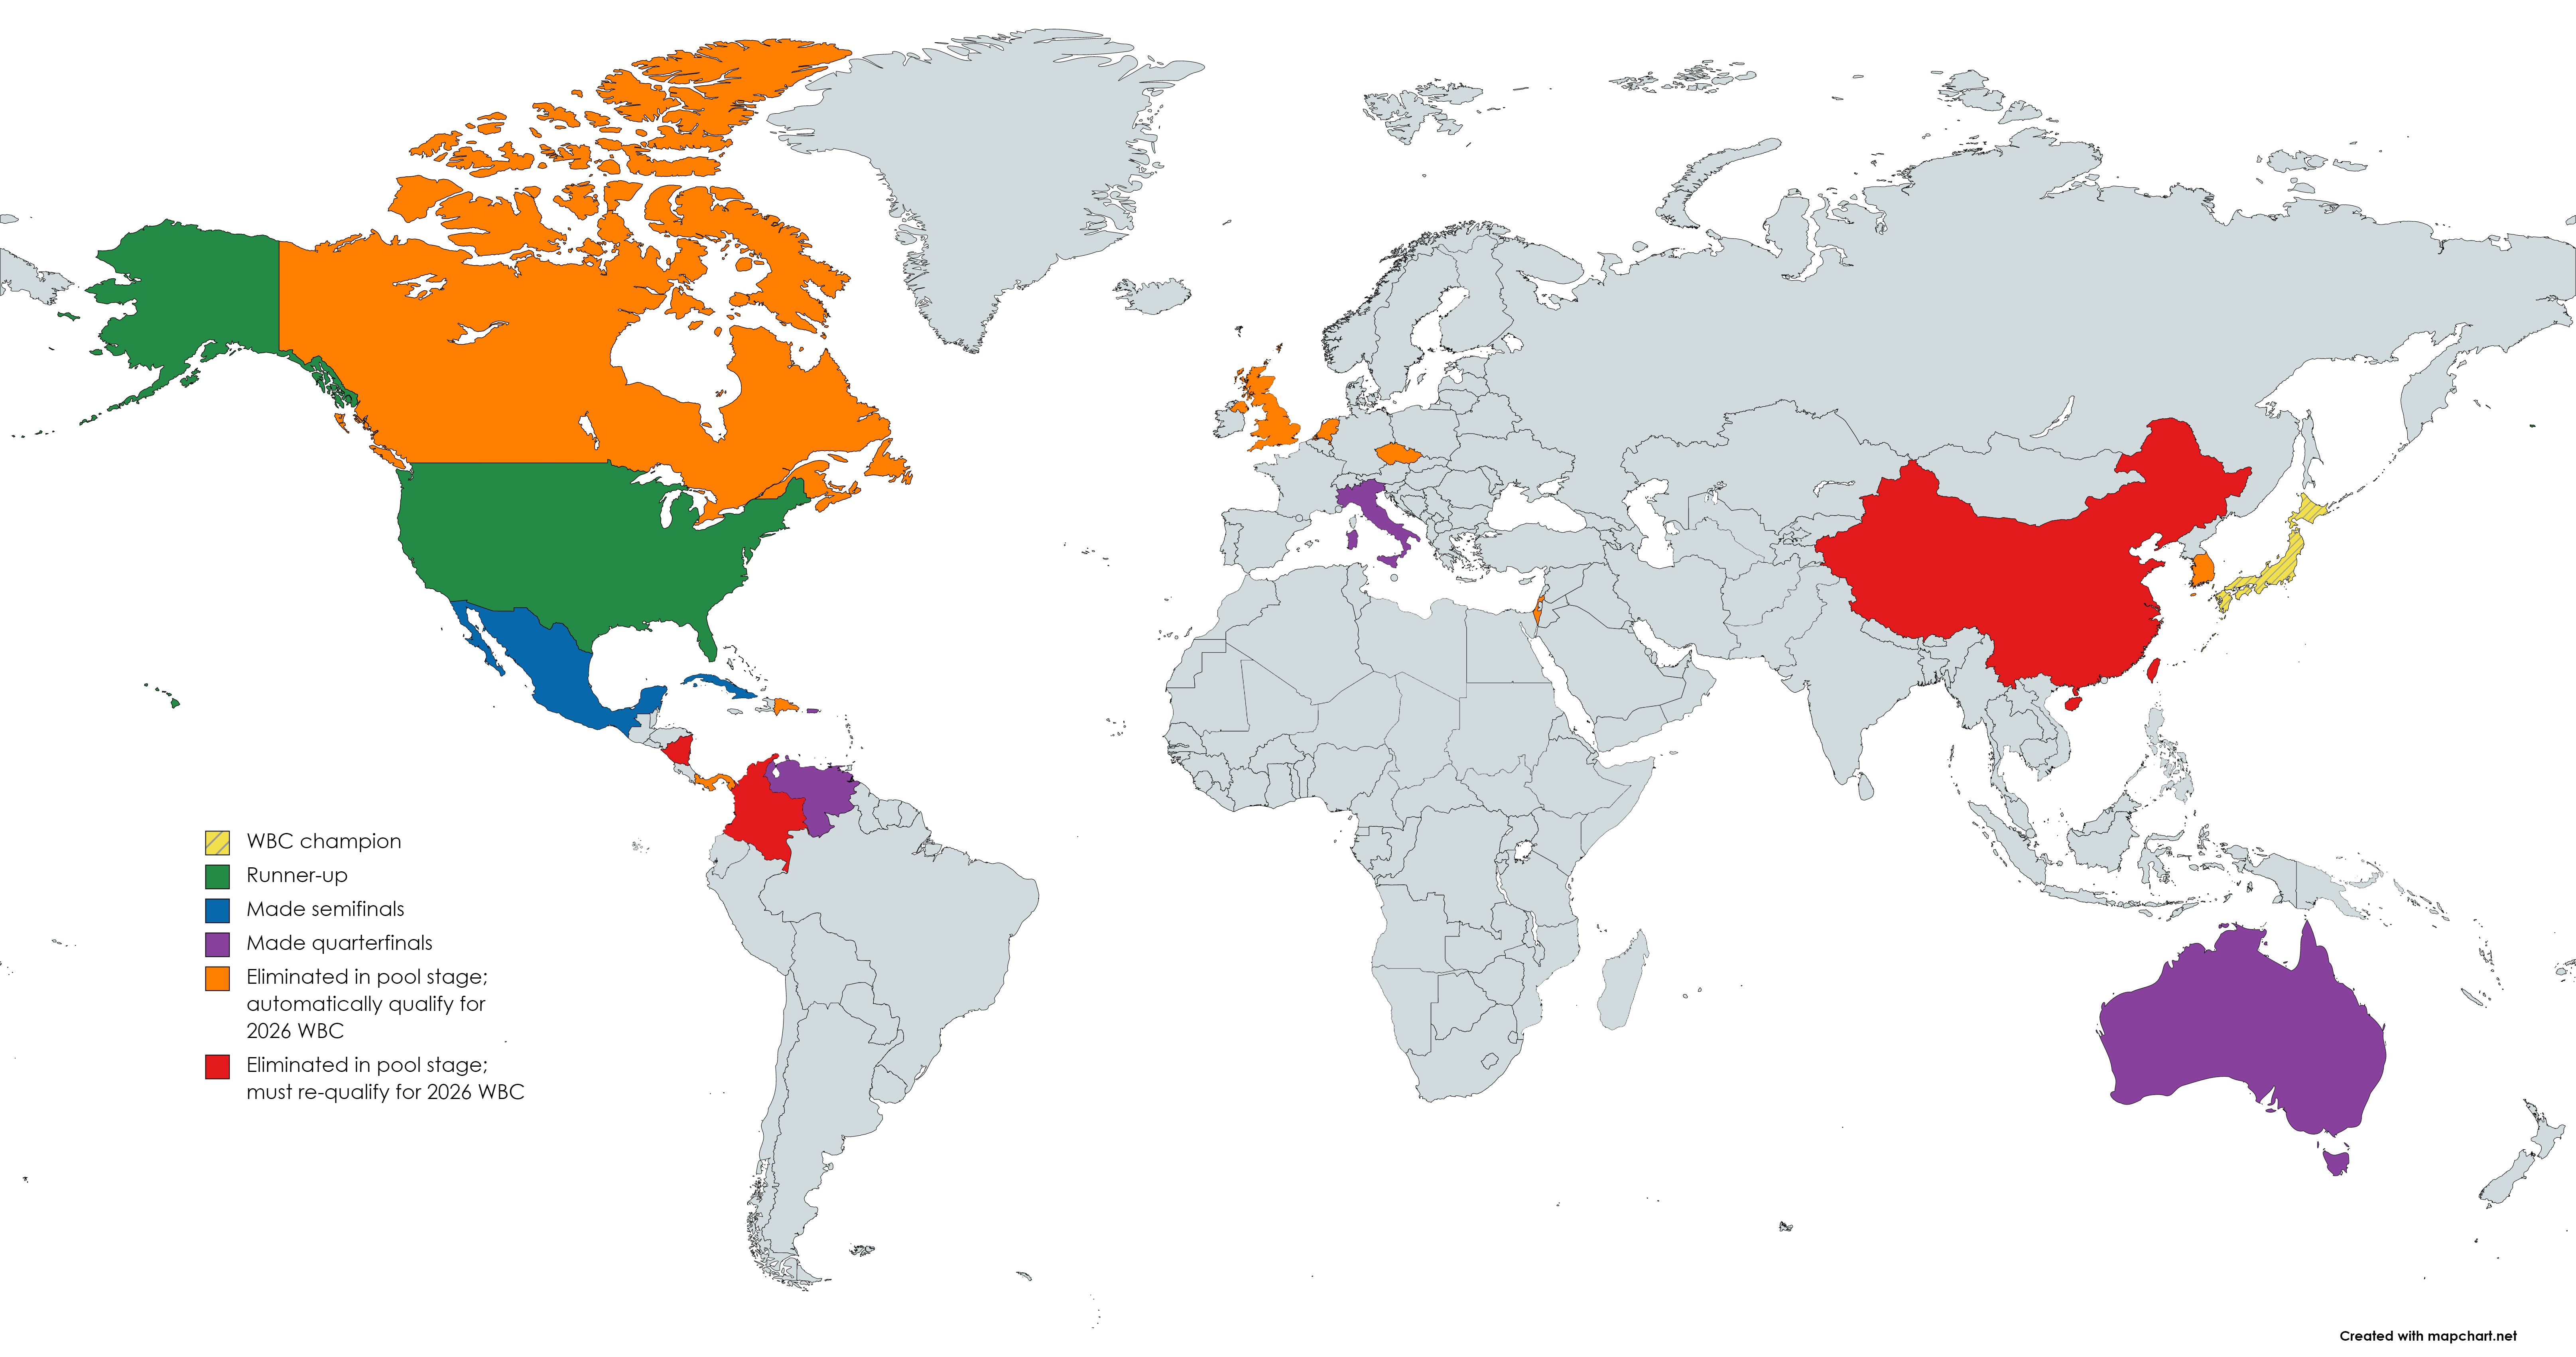 WBC champion
Runner-up
Made semifinals
Made quarterfinals
Eliminated in pool stage;
automatically qualify for
2026 WBC
Eliminated in pool stage;
must re-qualify for 2026 WBC
Created with mapchart.net